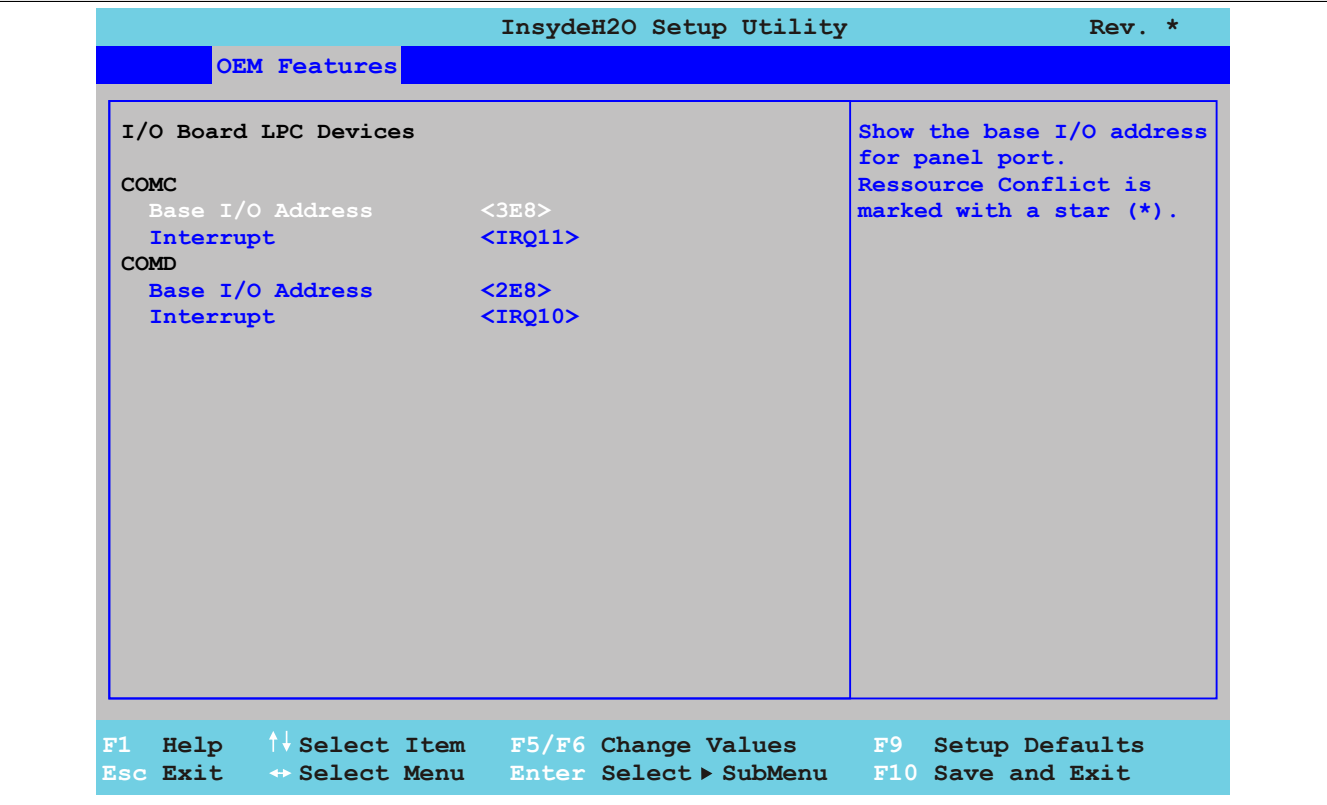 InsydeH2O Setup Utility Rev. *
OEM Features
I/O Board LPC Devices
COMC
Base I/O Address <3E8>
Interrupt <IRQ11>
COMD
Base I/O Address <2E8>
Interrupt <IRQ10>
Show the base I/O address
for panel port.
Ressource Conflict is
marked with a star (*).
F1 Help ↑↓ Select Item F5/F6 Change Values F9 Setup Defaults
Esc Exit ↔ Select Menu Enter Select ▶ SubMenu F10 Save and Exit